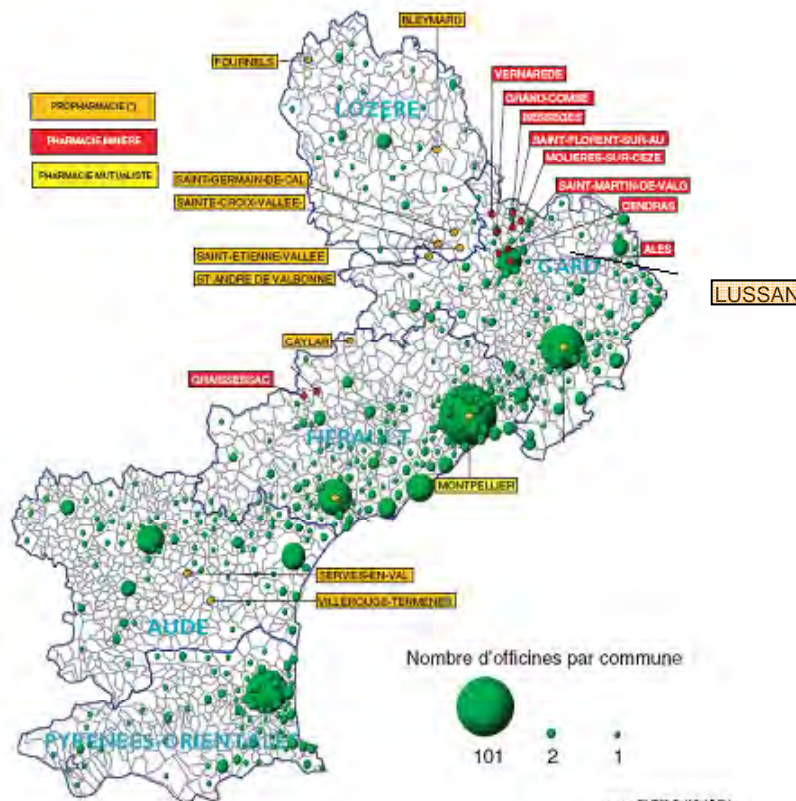 BLEYMARD
FOURNELS
VERNAREDE
PROPHARMACIE (*)
GRAND-COMBE
LOZERE
BESSEGES
PHARMACIE MINIERE
SAINT-FLORENT-SUR-AU
MOLIERES-SUR-CEZE
PHARMACIE MUTUALISTE
SAINT-GERMAIN-DE-CAL
SAINT-MARTIN-DE-VALG
SAINTE-CROIX-VALLEE-
CENDRAS
ALES
SAINT-ETIENNE-VALLEE
GARD
ST ANDRE DE VALBONNE
LUSSAN
CAYLAR
GRAISSESSAC
HERAULT
MONTPELLIER
SERVIES-EN-VAL
VILLEROUGE-TERMENES
AUDE
Nombre d'officines par commune
PYRENEES-ORIENTALES
101 2 1